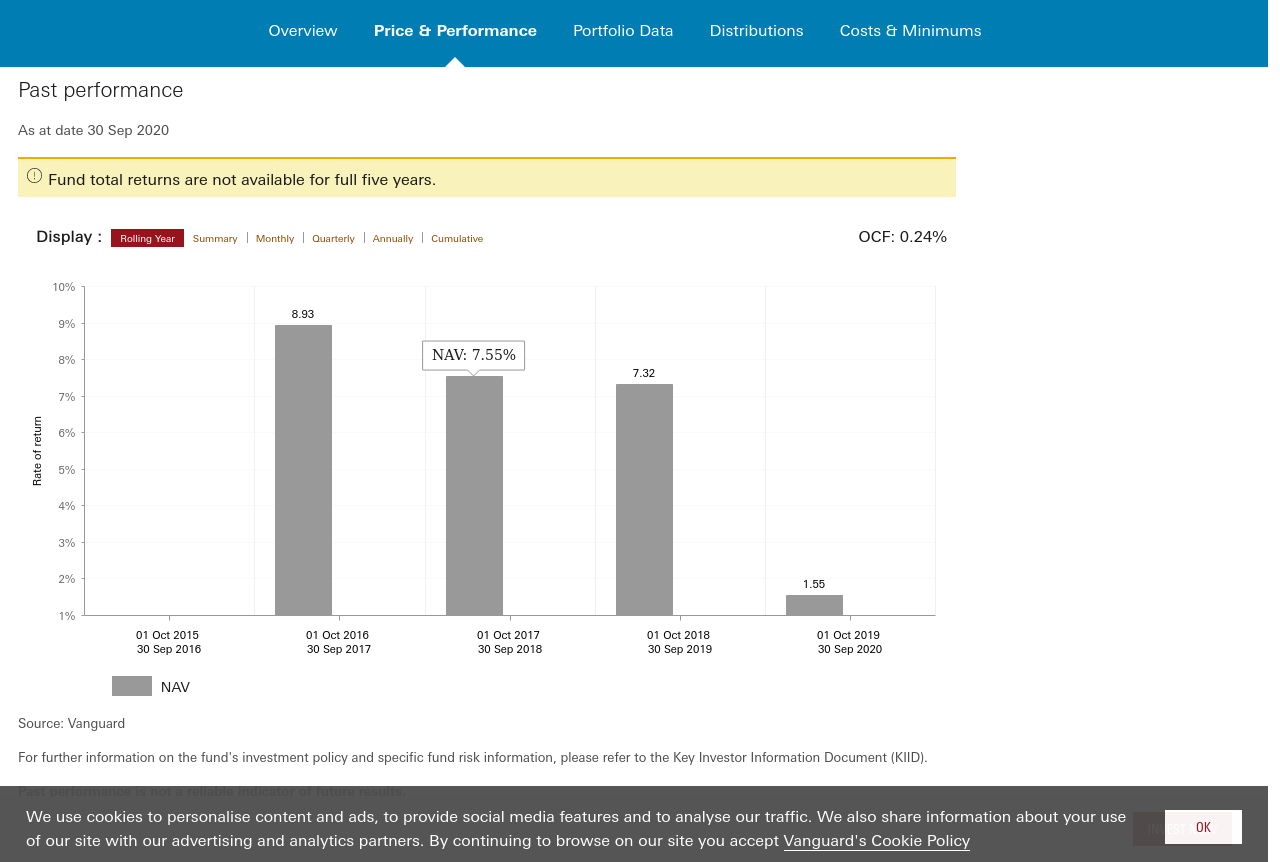 Overview Price & Performance Portfolio Data Distributions Costs & Minimums
Past performance
As at date 30 Sep 2020
Fund total returns are not available for full five years.
Display : Rolling Year Summary Monthly Quarterly Annually Cumulative OCF: 0.24%
10%
9%
8%
7%
6%
5%
4%
3%
2%
1%
Rate of return
8.93
NAV: 7.55%
7.32
1.55
01 Oct 2015 01 Oct 2016 01 Oct 2017 01 Oct 2018 01 Oct 2019
30 Sep 2016 30 Sep 2017 30 Sep 2018 30 Sep 2019 30 Sep 2020
NAV
Source: Vanguard
For further information on the fund's investment policy and specific fund risk information, please refer to the Key Investor Information Document (KIID).
Past performance is not a reliable indicator of future results.
We use cookies to personalise content and ads, to provide social media features and to analyse our traffic. We also share information about your use
of our site with our advertising and analytics partners. By continuing to browse on our site you accept Vanguard's Cookie Policy
OK